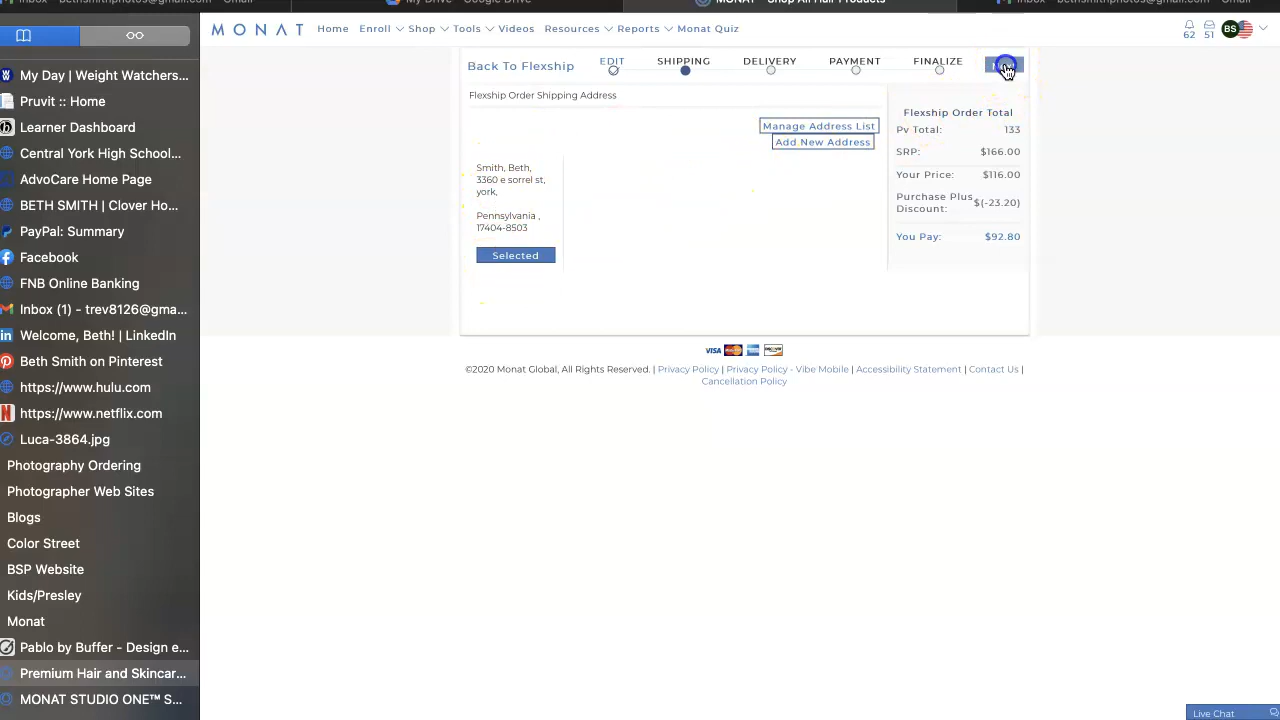 MONAT
Home
Enroll
Shop
Tools
Videos
Resources
Reports
Monat Quiz
62
51
BS
My Day | Weight Watchers...
Pruvit :: Home
Learner Dashboard
Central York High School...
AdvoCare Home Page
BETH SMITH | Clover Ho...
PayPal: Summary
Facebook
FNB Online Banking
Inbox (1) - trev8126@gma...
Welcome, Beth! | LinkedIn
Beth Smith on Pinterest
https://www.hulu.com
https://www.netflix.com
Luca-3864.jpg
Photography Ordering
Photographer Web Sites
Blogs
Color Street
BSP Website
Kids/Presley
Monat
Pablo by Buffer - Design e...
Premium Hair and Skincar...
MONAT STUDIO ONE™ S...
Back To Flexship
EDIT
SHIPPING
DELIVERY
PAYMENT
FINALIZE
Flexship Order Shipping Address
Manage Address List
Add New Address
Smith, Beth,
3360 e sorrel st,
york,
Pennsylvania ,
17404-8503
Selected
Flexship Order Total
Pv Total: 133
SRP: $166.00
Your Price: $116.00
Purchase Plus
Discount: $(-23.20)
You Pay: $92.80
VISA
©2020 Monat Global, All Rights Reserved. | Privacy Policy | Privacy Policy - Vibe Mobile | Accessibility Statement | Contact Us |
Cancellation Policy
Live Chat